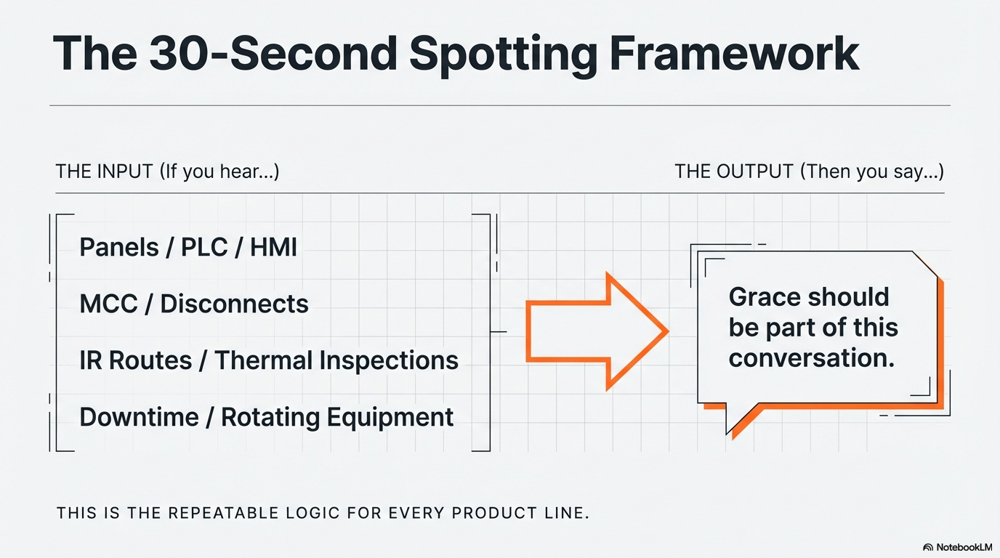 The 30-Second Spotting Framework
THE INPUT (If you hear...)
THE OUTPUT (Then you say...)
Panels / PLC / HMI
MCC / Disconnects
IR Routes / Thermal Inspections
Downtime / Rotating Equipment
Grace should
be part of this
conversation.
THIS IS THE REPEATABLE LOGIC FOR EVERY PRODUCT LINE.
NotebookLM